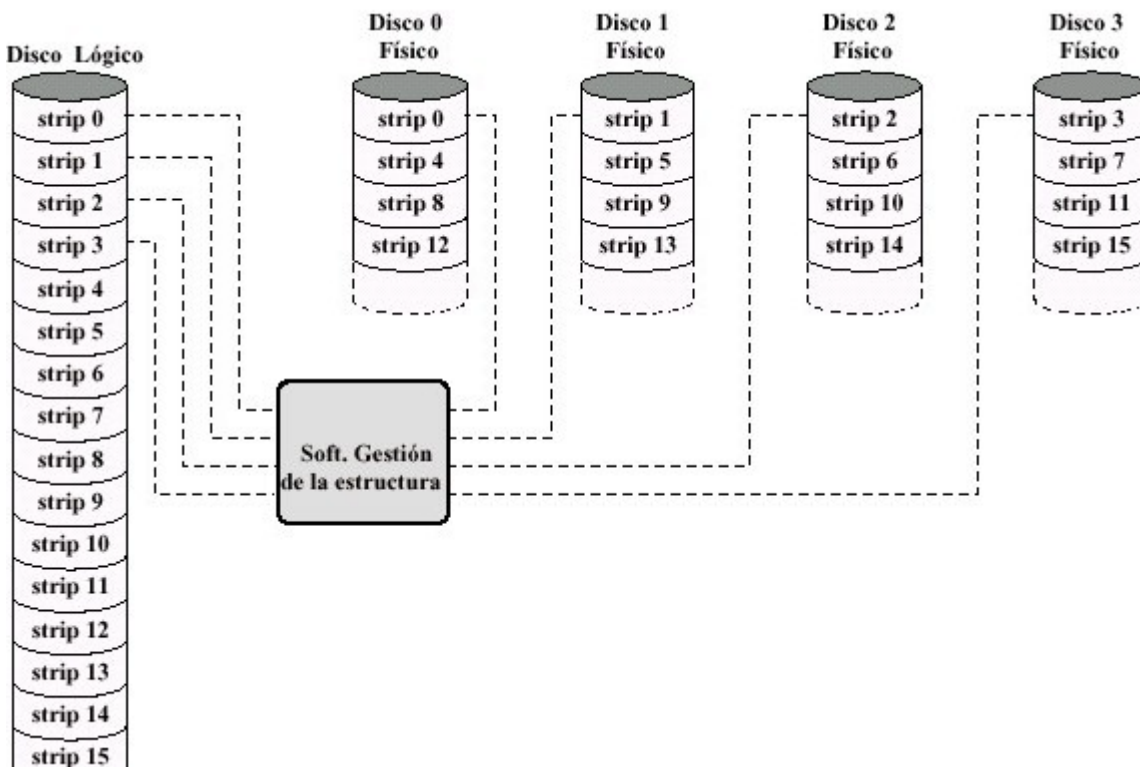 Disco Lógico
strip 0
strip 1
strip 2
strip 3
strip 4
strip 5
strip 6
strip 7
strip 8
strip 9
strip 10
strip 11
strip 12
strip 13
strip 14
strip 15
Disco 0
Físico
strip 0
strip 4
strip 8
strip 12
Disco 1
Físico
strip 1
strip 5
strip 9
strip 13
Disco 2
Físico
strip 2
strip 6
strip 10
strip 14
Disco 3
Físico
strip 3
strip 7
strip 11
strip 15
Soft. Gestión
de la estructura